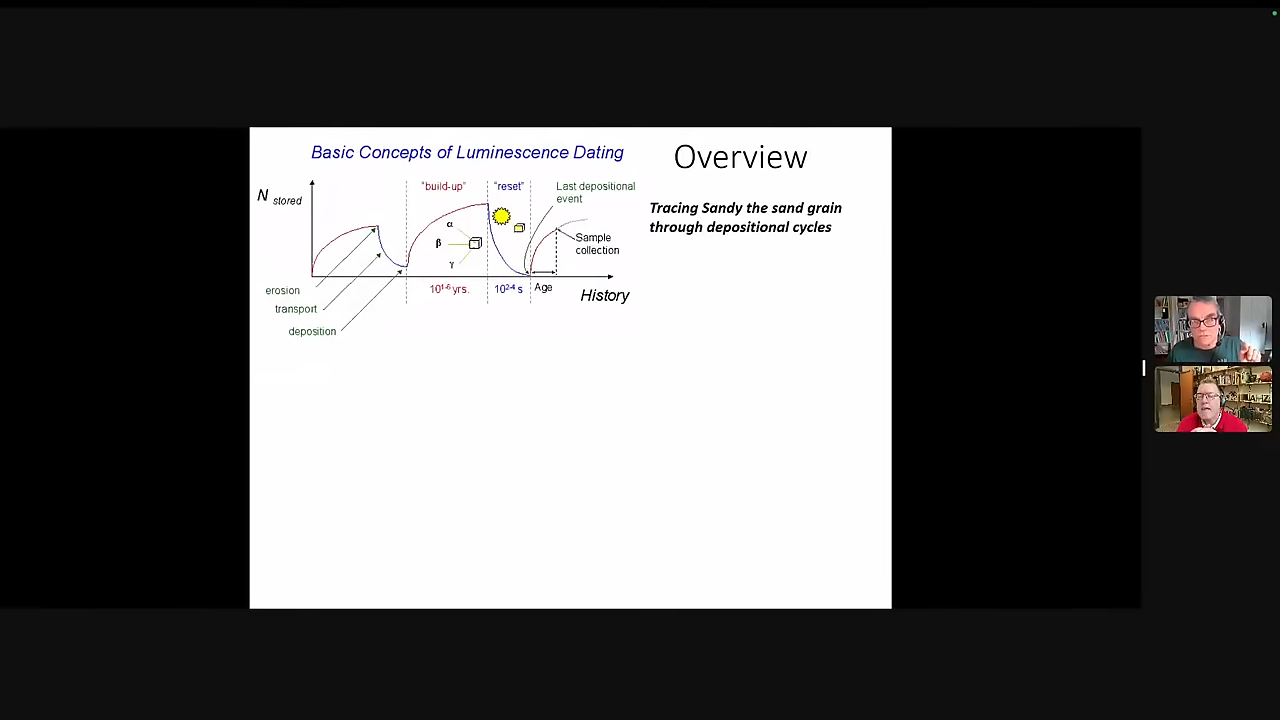 Basic Concepts of Luminescence Dating
Overview
N stored
"build-up"
"reset"
Last depositional
event
Tracing Sandy the sand grain
through depositional cycles
α
β
γ
Sample
collection
erosion
transport
deposition
10¹⁻⁶ yrs.
10²⁻⁴ s
Age
History